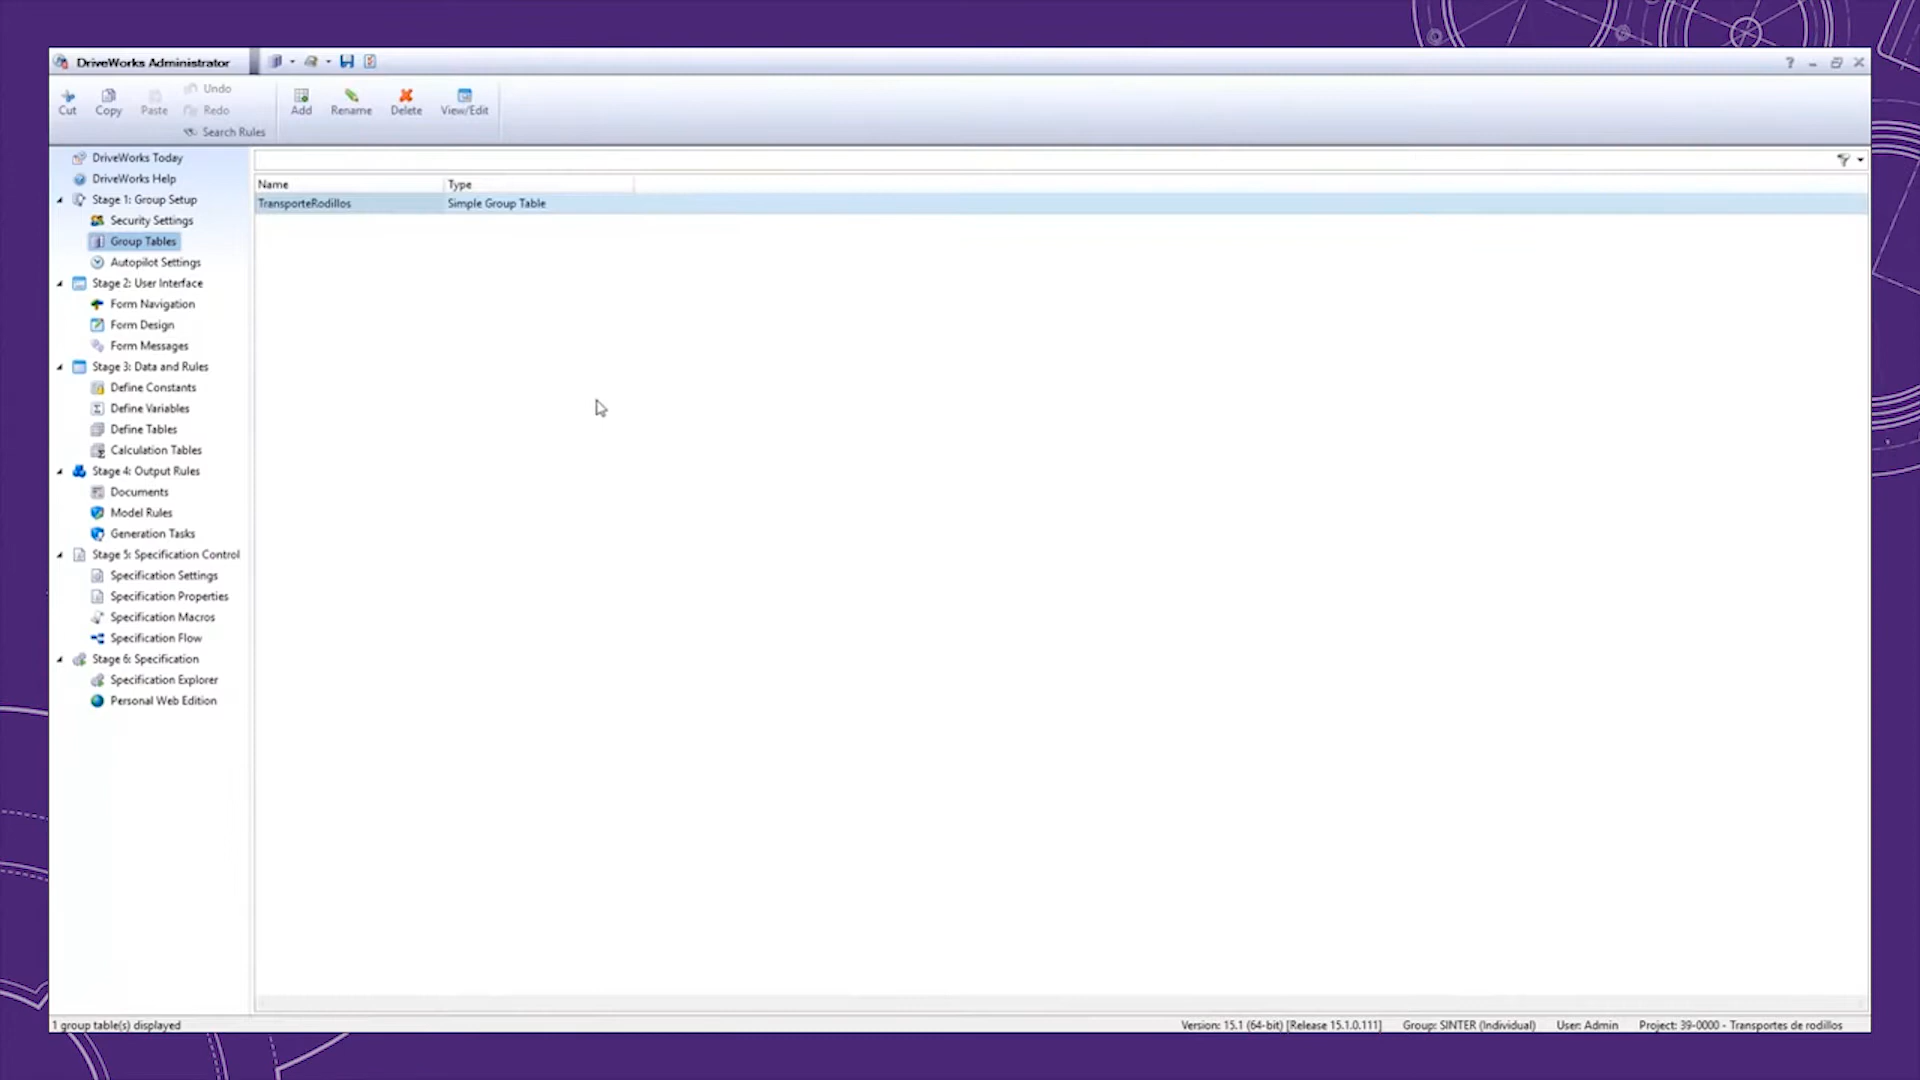 DriveWorks Administrator
Cut
Copy
Paste
Undo
Redo
Search Rules
Add
Rename
Delete
View/Edit
DriveWorks Today
DriveWorks Help
Stage 1: Group Setup
Security Settings
Group Tables
Autopilot Settings
Stage 2: User Interface
Form Navigation
Form Design
Form Messages
Stage 3: Data and Rules
Define Constants
Define Variables
Define Tables
Calculation Tables
Stage 4: Output Rules
Documents
Model Rules
Generation Tasks
Stage 5: Specification Control
Specification Settings
Specification Properties
Specification Macros
Specification Flow
Stage 6: Specification
Specification Explorer
Personal Web Edition
Name Type
TransporteRodillos Simple Group Table
1 group table(s) displayed
Version: 15.1 (64-bit) [Release 15.1.0.111] Group: SINTER (Individual) User: Admin Project: 39-0000 - Transportes de rodillos